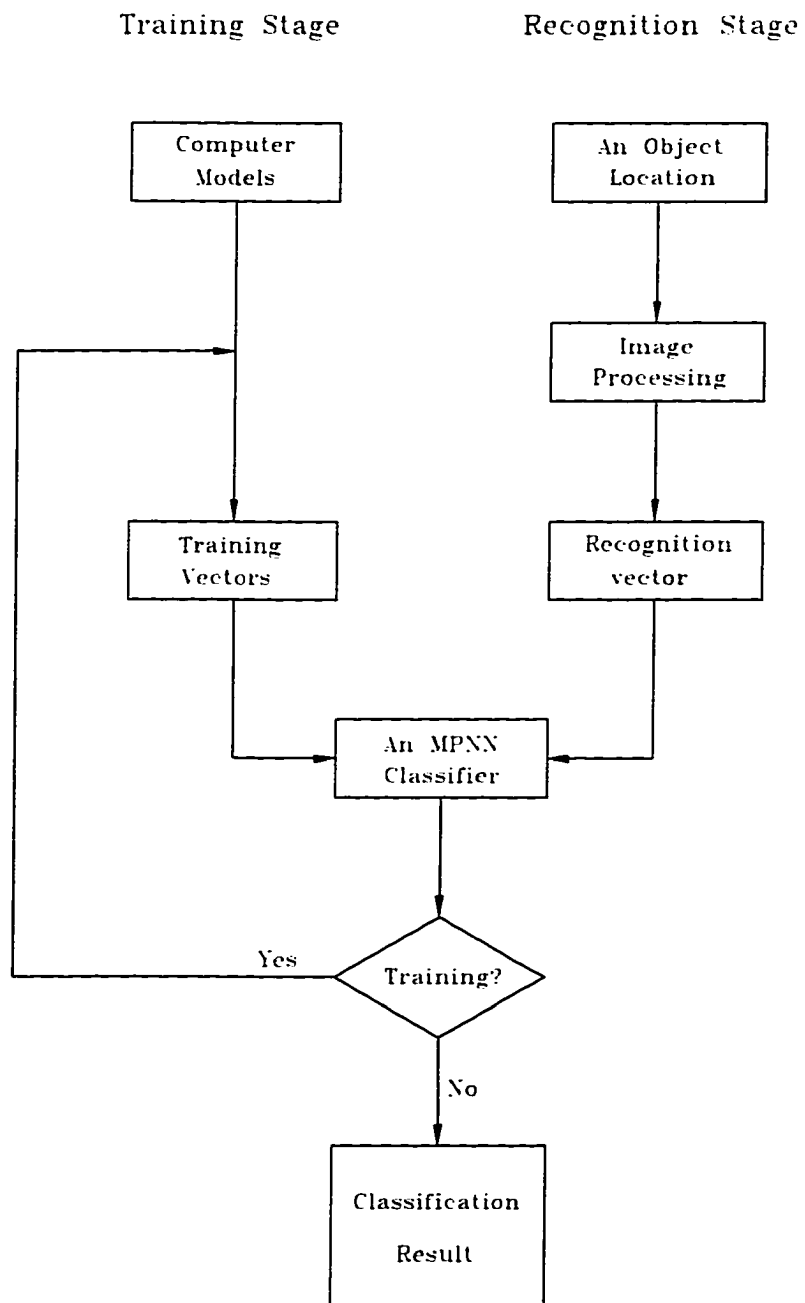 Training Stage
Recognition Stage
Computer
Models
An Object
Location
Image
Processing
Training
Vectors
Recognition
vector
An MPNN
Classifier
Yes
Training?
No
Classification
Result